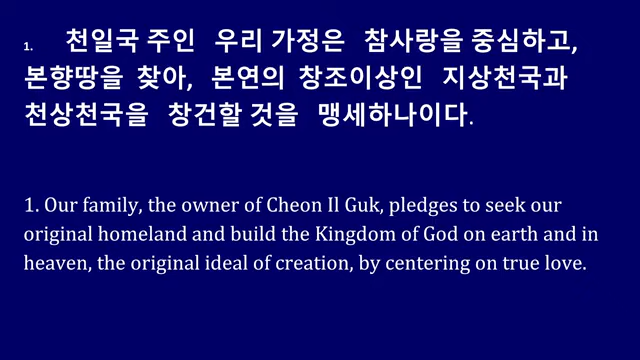 1. 천일국 주인 우리 가정은 참사랑을 중심하고,
본향땅을 찾아, 본연의 창조이상인 지상천국과
천상천국을 창건할 것을 맹세하나이다.
1. Our family, the owner of Cheon Il Guk, pledges to seek our
original homeland and build the Kingdom of God on earth and in
heaven, the original ideal of creation, by centering on true love.